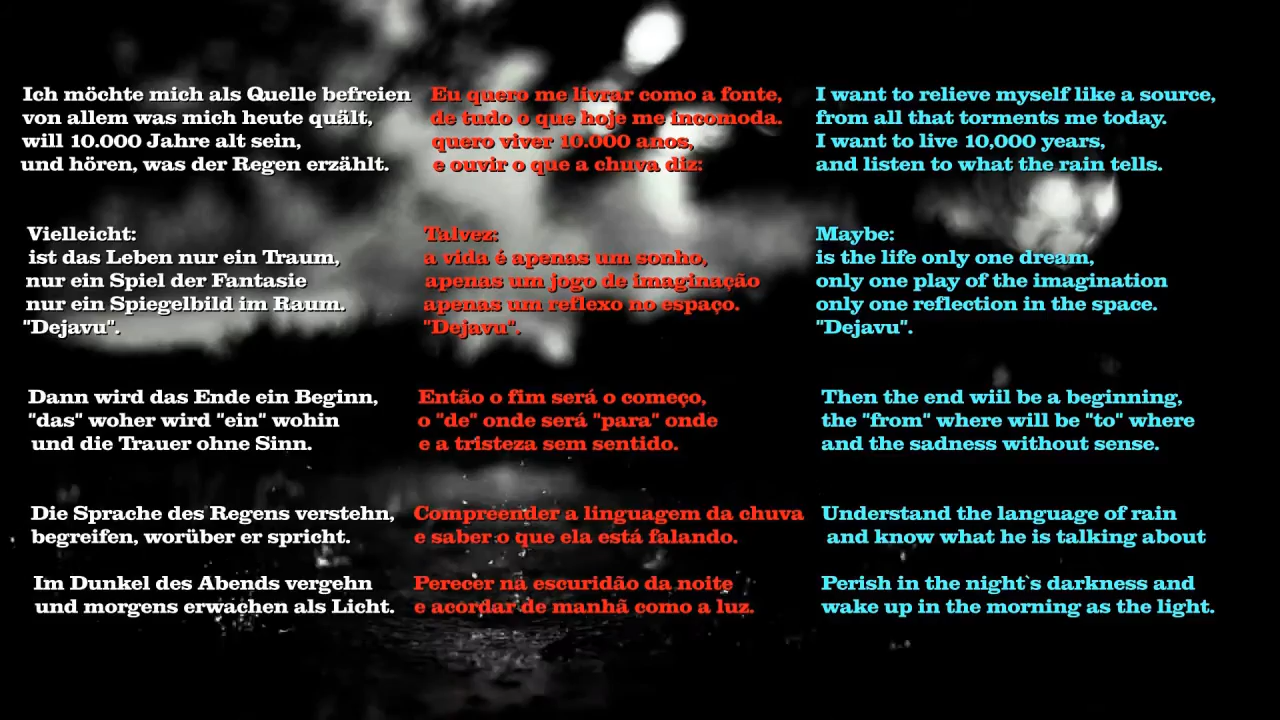 Ich möchte mich als Quelle befreien
von allem was mich heute quält,
will 10.000 Jahre alt sein,
und hören, was der Regen erzählt.
Vielleicht:
ist das Leben nur ein Traum,
nur ein Spiel der Fantasie
nur ein Spiegelbild im Raum.
"Dejavu".
Dann wird das Ende ein Beginn,
"das" woher wird "ein" wohin
und die Trauer ohne Sinn.
Die Sprache des Regens verstehn,
begreifen, worüber er spricht.
Im Dunkel des Abends vergehn
und morgens erwachen als Licht.
Eu quero me livrar como a fonte,
de tudo o que hoje me incomoda.
quero viver 10.000 anos,
e ouvir o que a chuva diz:
Talvez:
a vida é apenas um sonho,
apenas um jogo de imaginação
apenas um reflexo no espaço.
"Dejavu".
Então o fim será o começo,
o "de" onde será "para" onde
e a tristeza sem sentido.
Compreender a linguagem da chuva
e saber o que ela está falando.
Perecer na escuridão da noite
e acordar de manhã como a luz.
I want to relieve myself like a source,
from all that torments me today.
I want to live 10,000 years,
and listen to what the rain tells.
Maybe:
is the life only one dream,
only one play of the imagination
only one reflection in the space.
"Dejavu".
Then the end wiil be a beginning,
the "from" where will be "to" where
and the sadness without sense.
Understand the language of rain
and know what he is talking about
Perish in the night`s darkness and
wake up in the morning as the light.